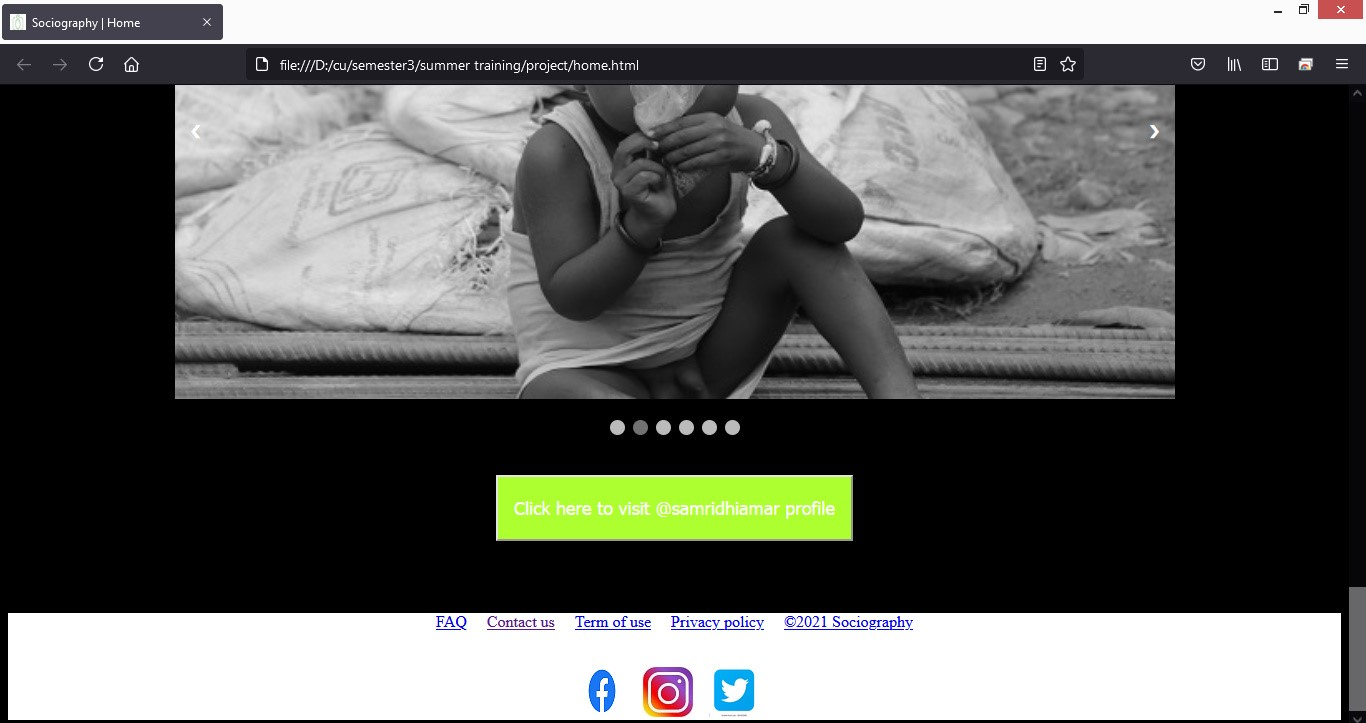 Sociography | Home
file:///D:/cu/semester3/summer training/project/home.html
Click here to visit @samridhiamar profile
FAQ Contact us Term of use Privacy policy ©2021 Sociography